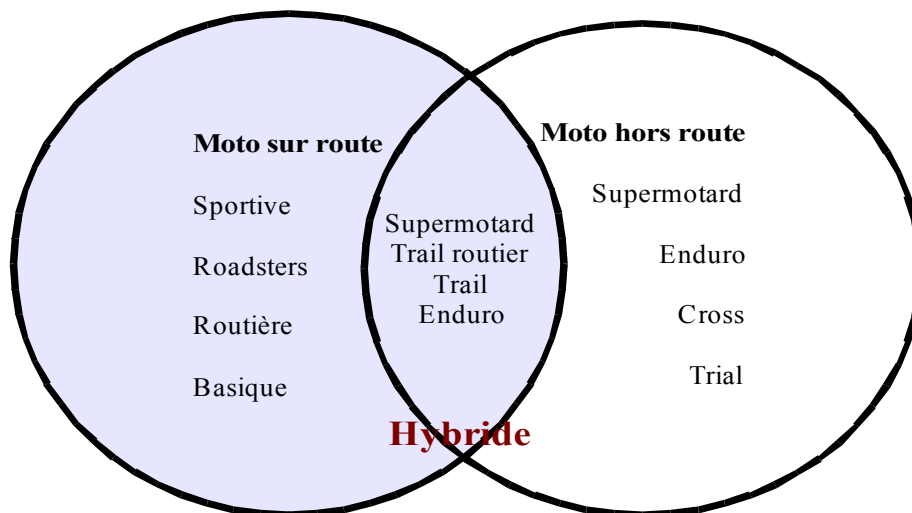 Moto sur route
Sportive
Roadsters
Routière
Basique
Supermotard
Trail routier
Trail
Enduro
Hybride
Moto hors route
Supermotard
Enduro
Cross
Trial